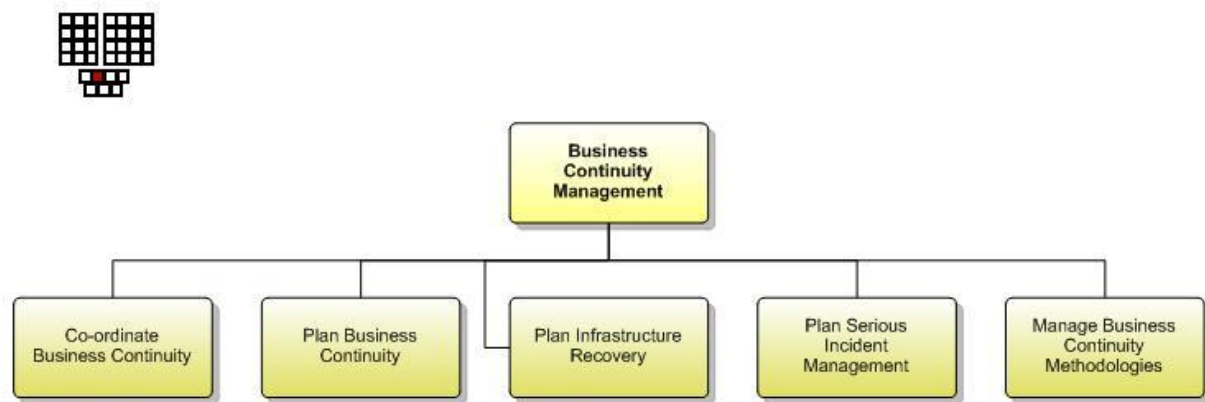 Business
Continuity
Management
Co-ordinate
Business Continuity
Plan Business
Continuity
Plan Infrastructure
Recovery
Plan Serious
Incident
Management
Manage Business
Continuity
Methodologies